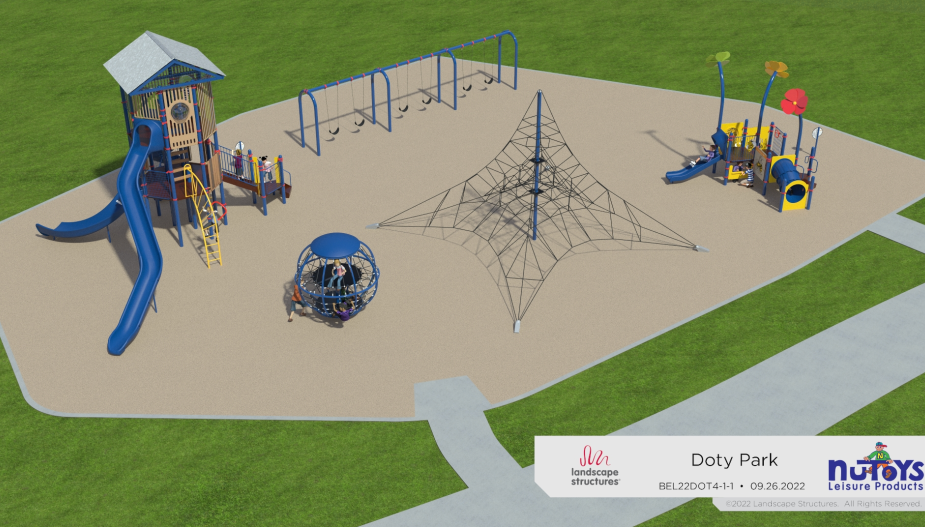 landscape
structures®
Doty Park
BEL22DOT4-1-1 • 09.26.2022
NUTOYS
Leisure Products
©2022 Landscape Structures. All Rights Reserved.